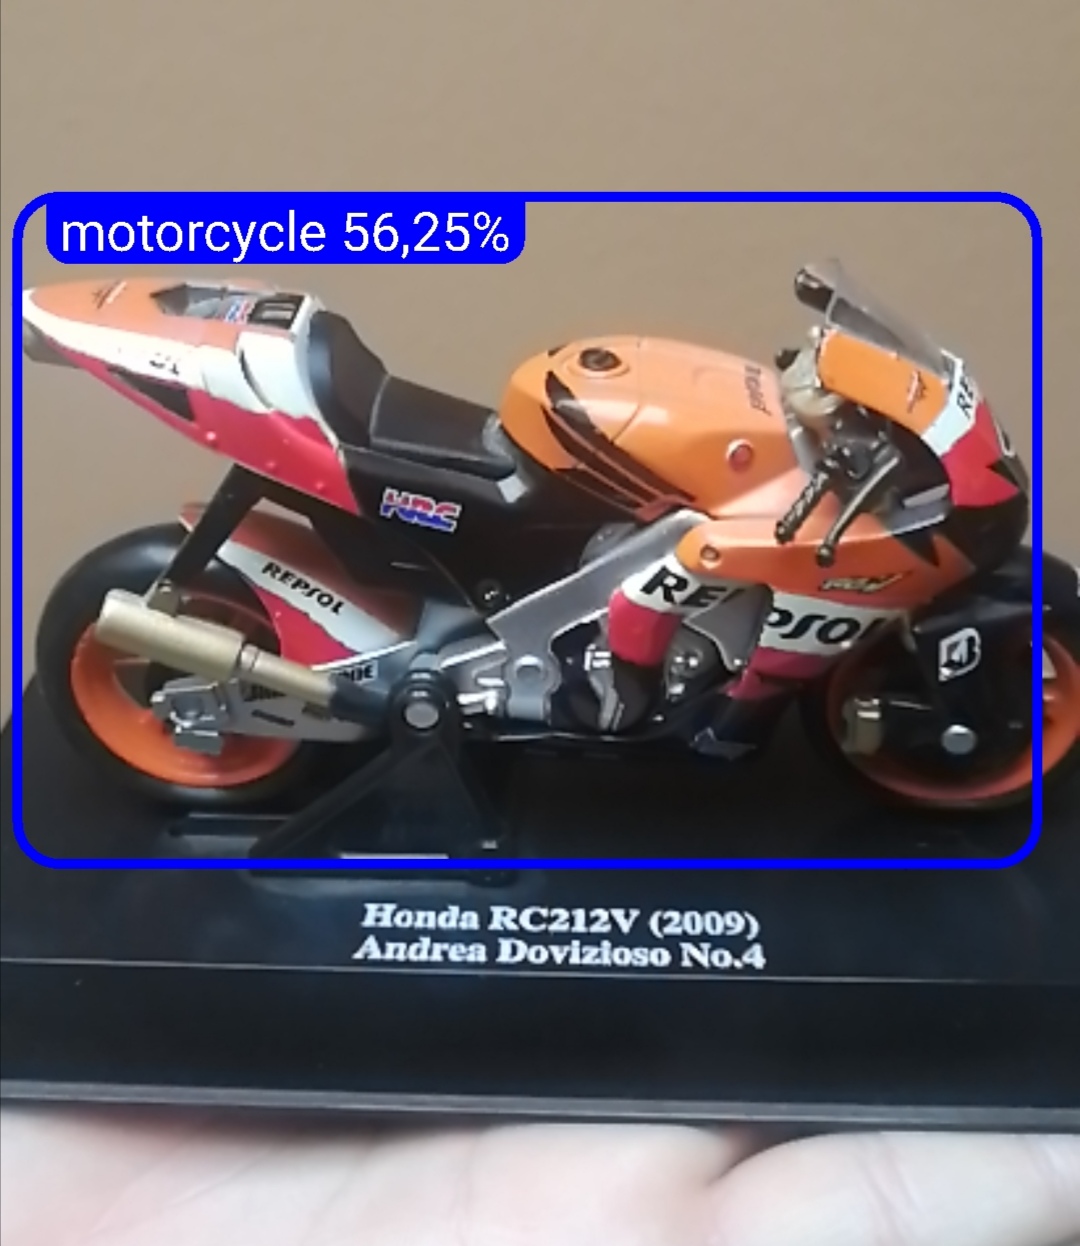 motorcycle 56,25%
HRC
REPSOL
REPSOL
Honda RC212V (2009)
Andrea Dovizioso No.4